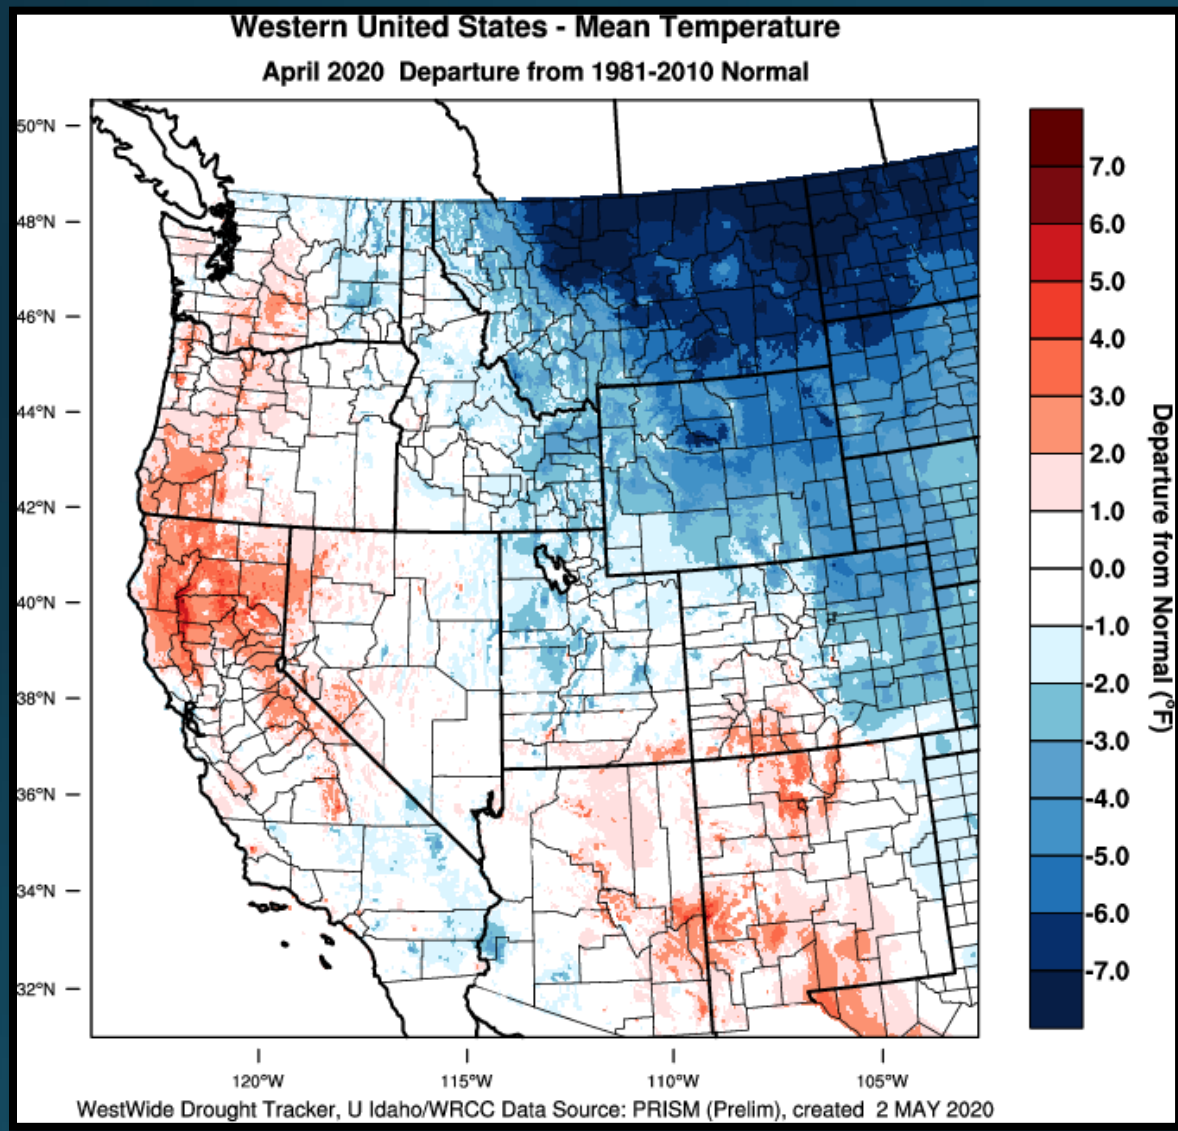 Western United States - Mean Temperature
April 2020 Departure from 1981-2010 Normal
50°N
48°N
46°N
44°N
42°N
40°N
38°N
36°N
34°N
32°N
120°W
115°W
110°W
105°W
7.0
6.0
5.0
4.0
3.0
2.0
1.0
0.0
-1.0
-2.0
-3.0
-4.0
-5.0
-6.0
-7.0
Departure from Normal (°F)
WestWide Drought Tracker, U Idaho/WRCC Data Source: PRISM (Prelim), created 2 MAY 2020